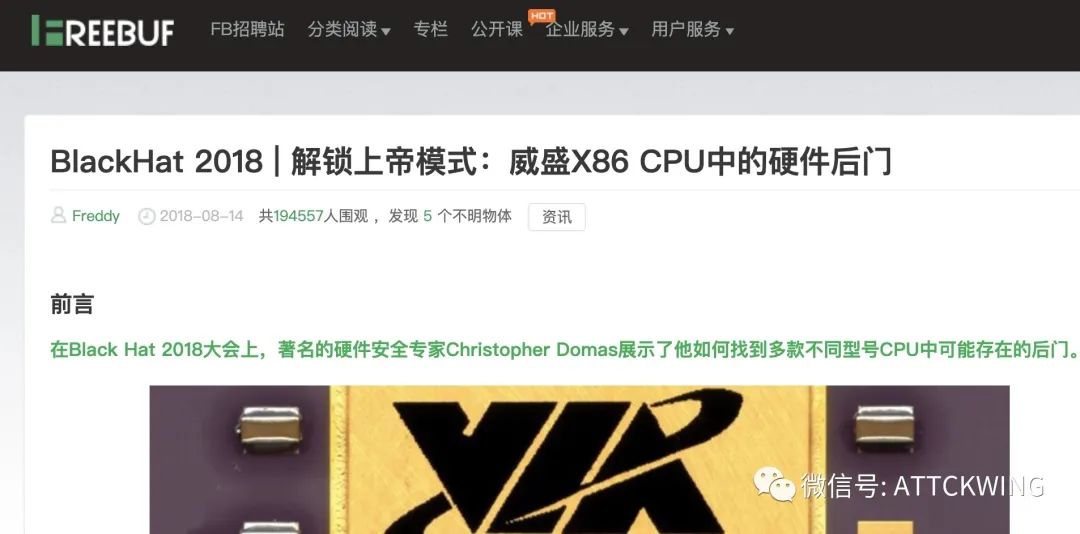 FREEBUF FB招聘站 分类阅读 专栏 公开课 HOT 企业服务 用户服务
BlackHat 2018 | 解锁上帝模式：威盛X86 CPU中的硬件后门
Freddy 2018-08-14 共194557人围观 ，发现 5 个不明物体 资讯
前言
在Black Hat 2018大会上，著名的硬件安全专家Christopher Domas展示了他如何找到多款不同型号CPU中可能存在的后门。
VIA
微信号: ATTCKWING